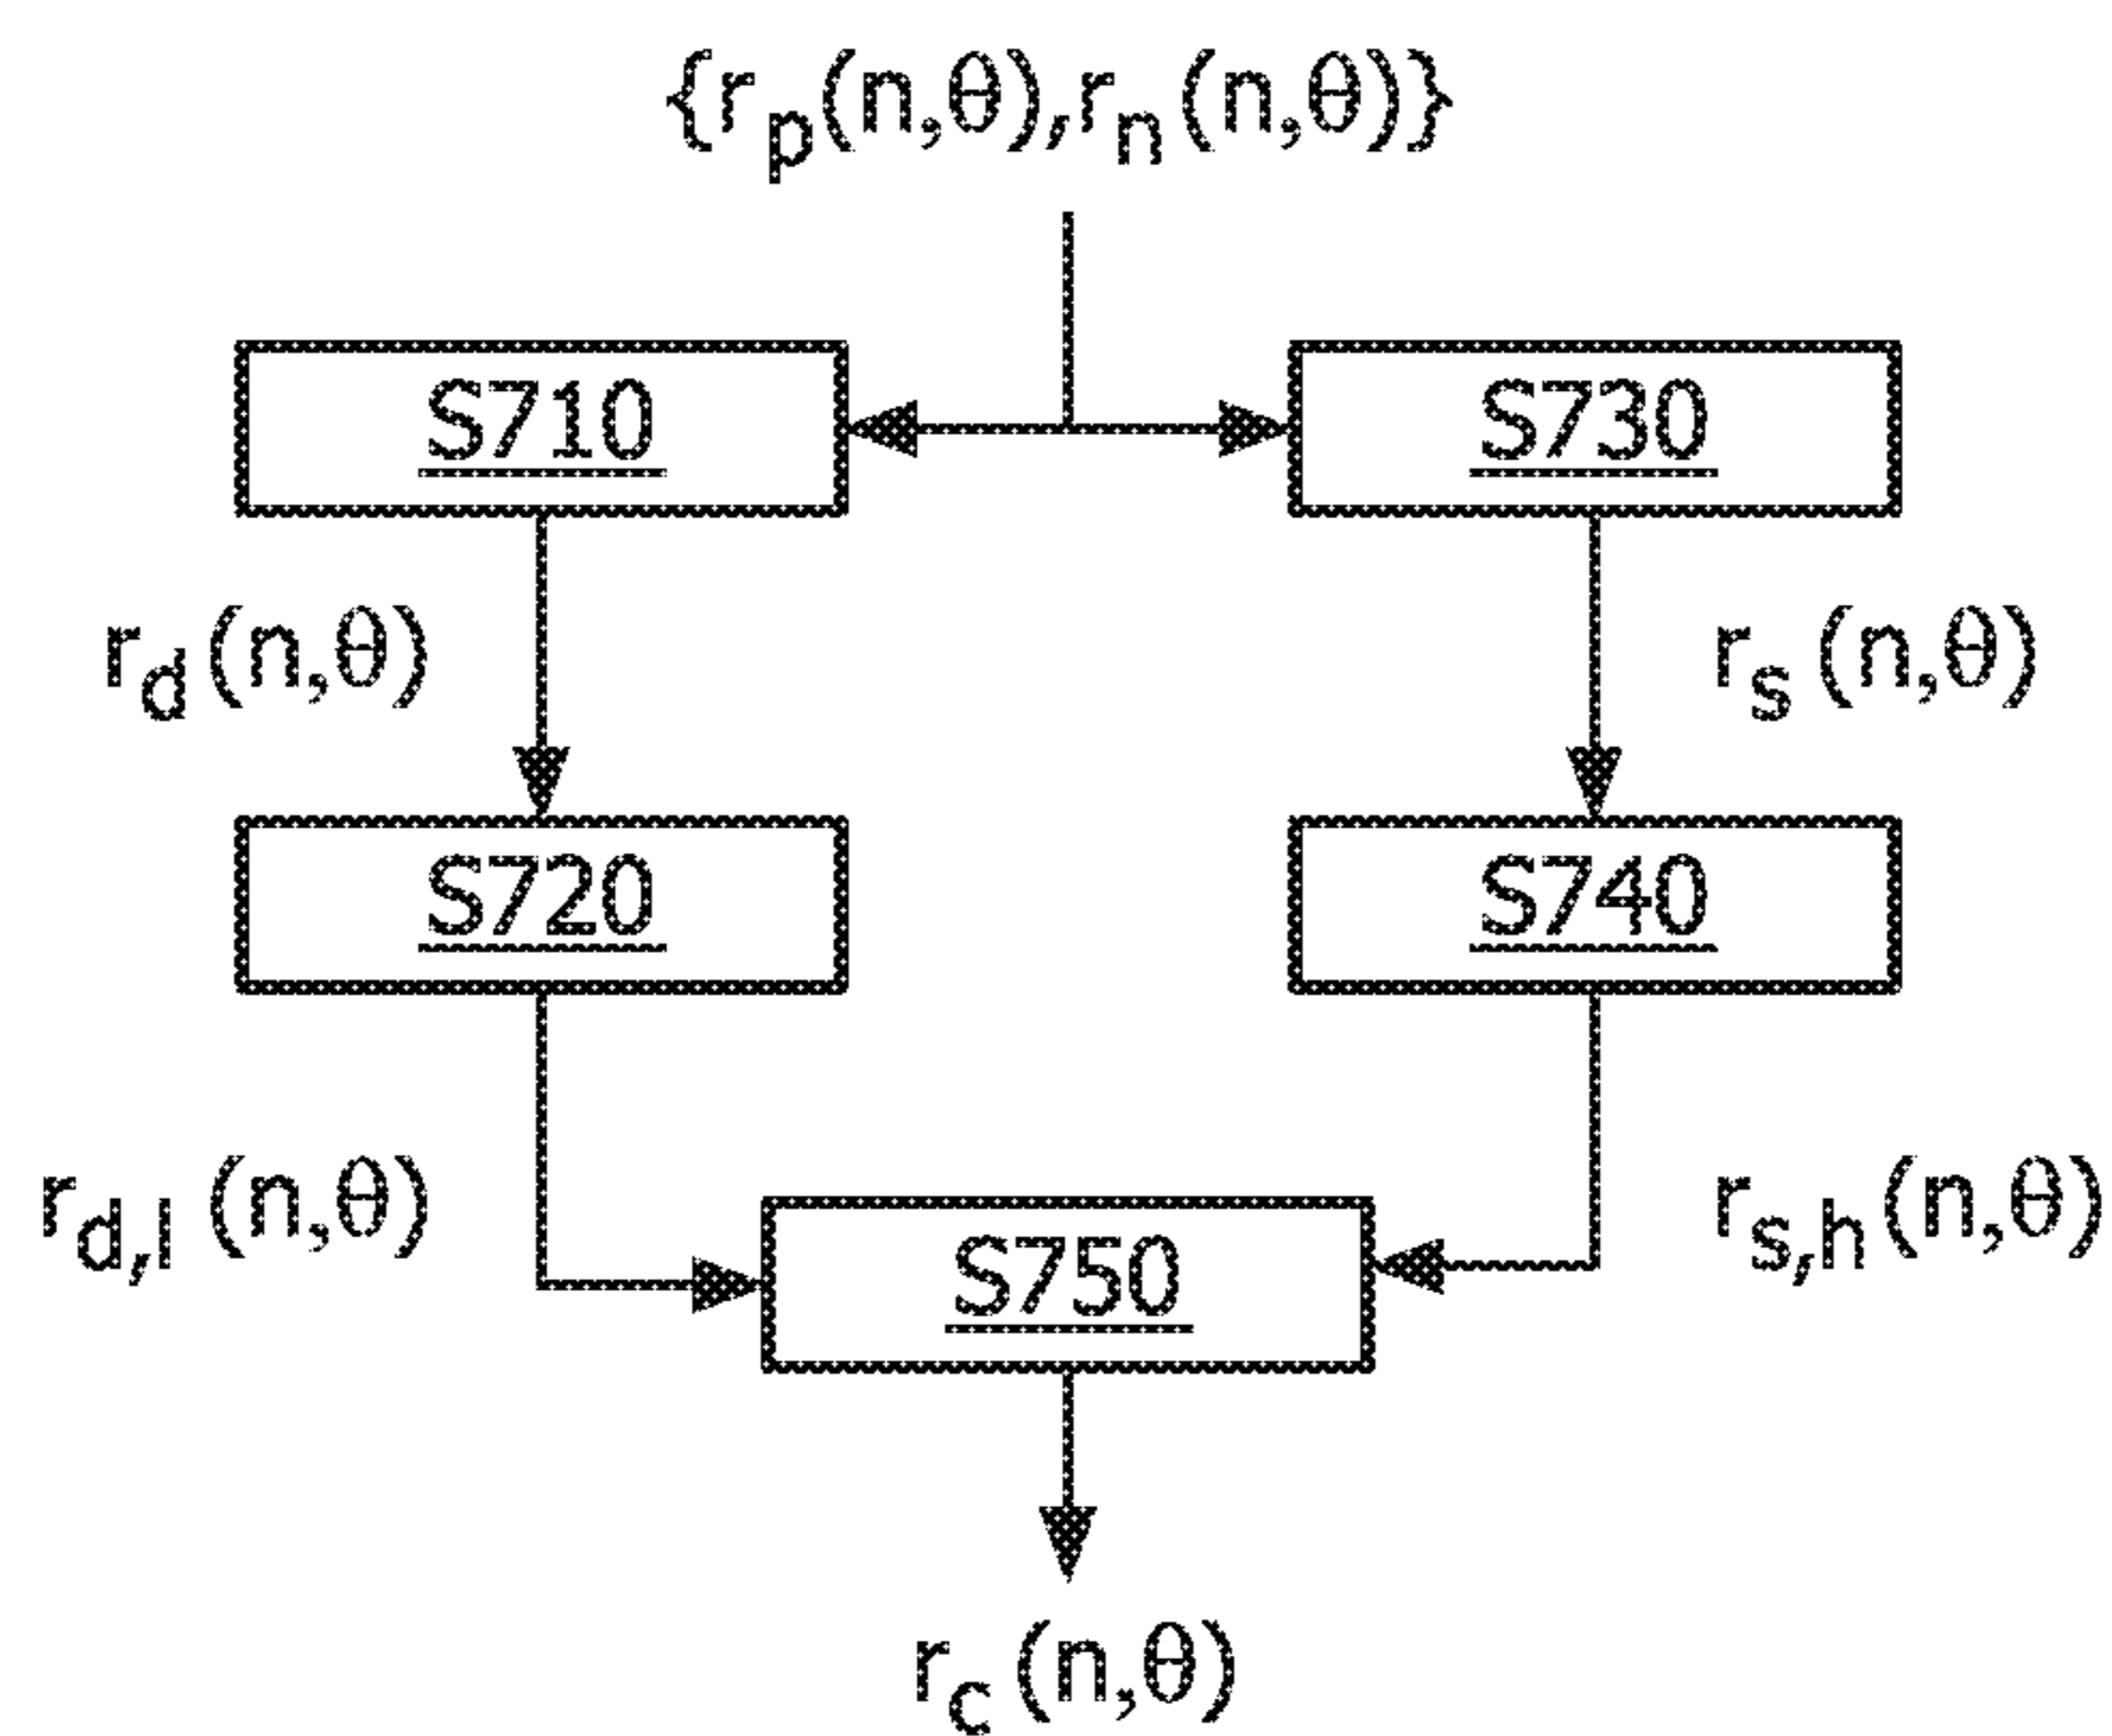 {r_p(n,θ),r_n(n,θ)}
S710 S730
r_d(n,θ) r_s(n,θ)
S720 S740
r_d,l(n,θ) r_s,h(n,θ)
S750
r_c(n,θ)